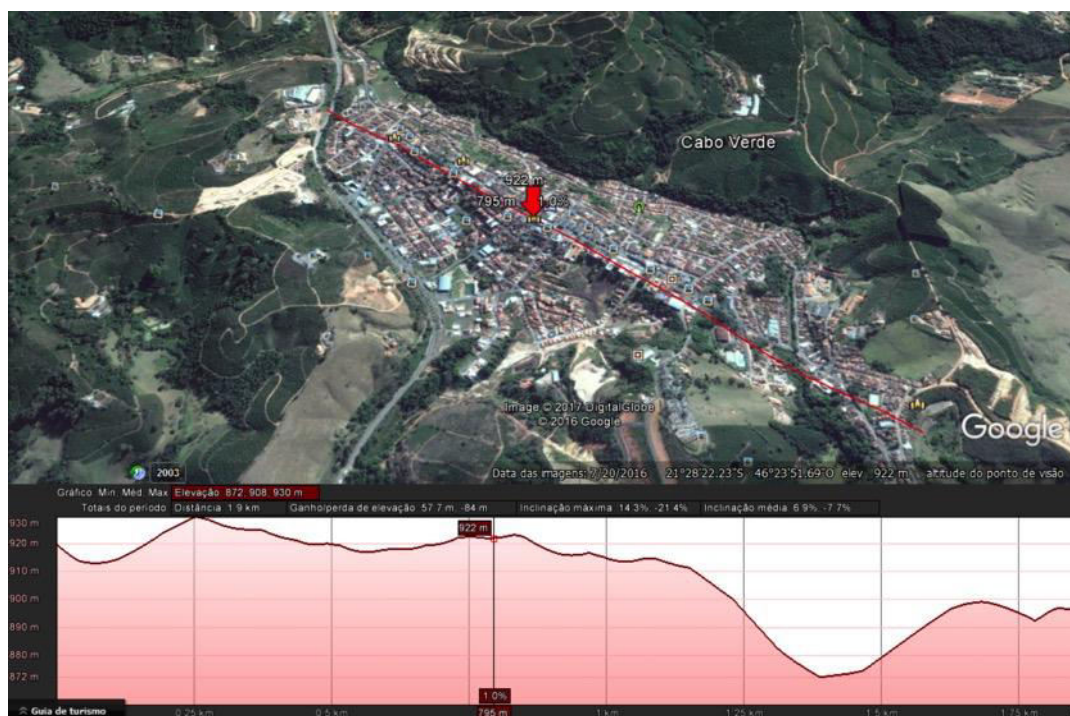 Cabo Verde
922 m
795 m 1.0%
Image © 2017 DigitalGlobe
© 2016 Google
Google
2003
Data das imagens: 7/20/2016 21°28'22.23"S 46°23'51.69"O elev 922 m altitude do ponto de visão
Gráfico Min. Méd. Max Elevação 872, 908, 930 m
Totais do período Distância 1.9 km Ganho/perda de elevação 57.7 m, -84 m Inclinação máxima 14.3%, -21.4% Inclinação média 6.9%, -7.7%
930 m
922 m
920 m
910 m
900 m
890 m
880 m
872 m
1.0%
Guia de turismo 0.25 km 0.5 km 795 m 1 km 1.25 km 1.5 km 1.75 km